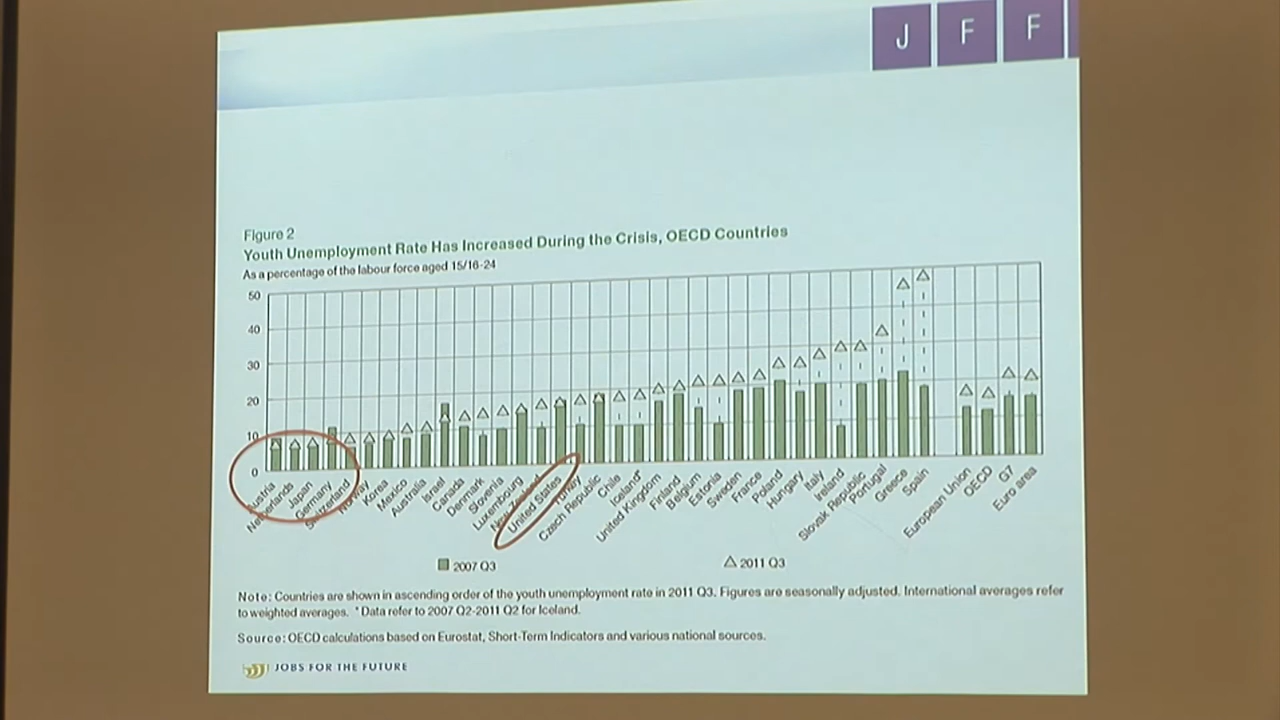 J F F
Figure 2
Youth Unemployment Rate Has Increased During the Crisis, OECD Countries
As a percentage of the labour force aged 15/16-24
50
40
30
20
10
0
Austria
Netherlands
Japan
Germany
Switzerland
Norway
Korea
Mexico
Australia
Israel
Canada
Denmark
Slovenia
Luxembourg
New Zealand
United States
Turkey
Czech Republic
Chile
Iceland*
United Kingdom
Finland
Belgium
Estonia
Sweden
France
Poland
Hungary
Italy
Ireland
Slovak Republic
Portugal
Greece
Spain
European Union
OECD
G7
Euro area
2007 Q3
2011 Q3
Note: Countries are shown in ascending order of the youth unemployment rate in 2011 Q3. Figures are seasonally adjusted. International averages refer
to weighted averages. * Data refer to 2007 Q2-2011 Q2 for Iceland.
Source: OECD calculations based on Eurostat, Short-Term Indicators and various national sources.
JOBS FOR THE FUTURE